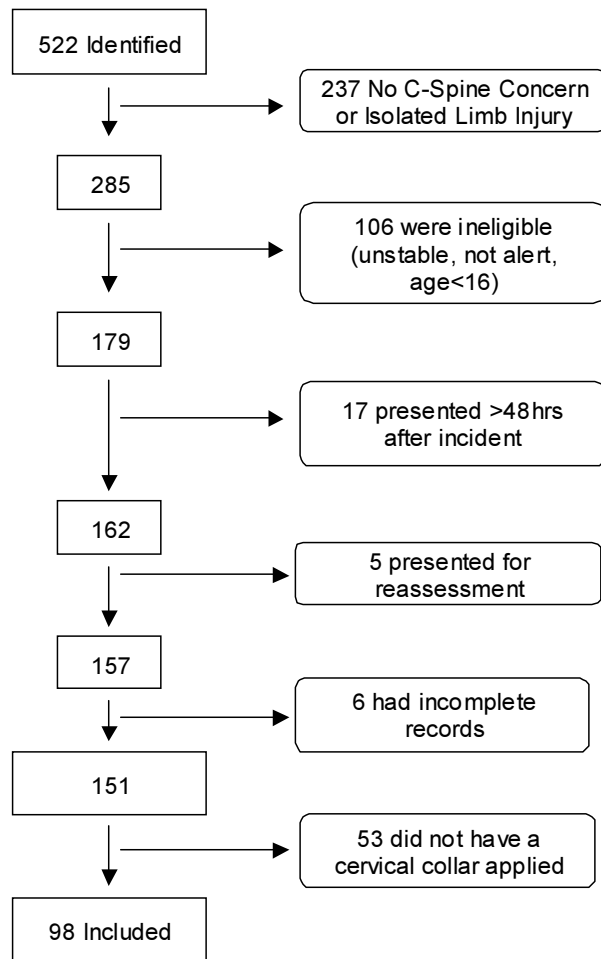 522 Identified
237 No C-Spine Concern
or Isolated Limb Injury
285
106 were ineligible
(unstable, not alert,
age<16)
179
17 presented >48hrs
after incident
162
5 presented for
reassessment
157
6 had incomplete
records
151
53 did not have a
cervical collar applied
98 Included